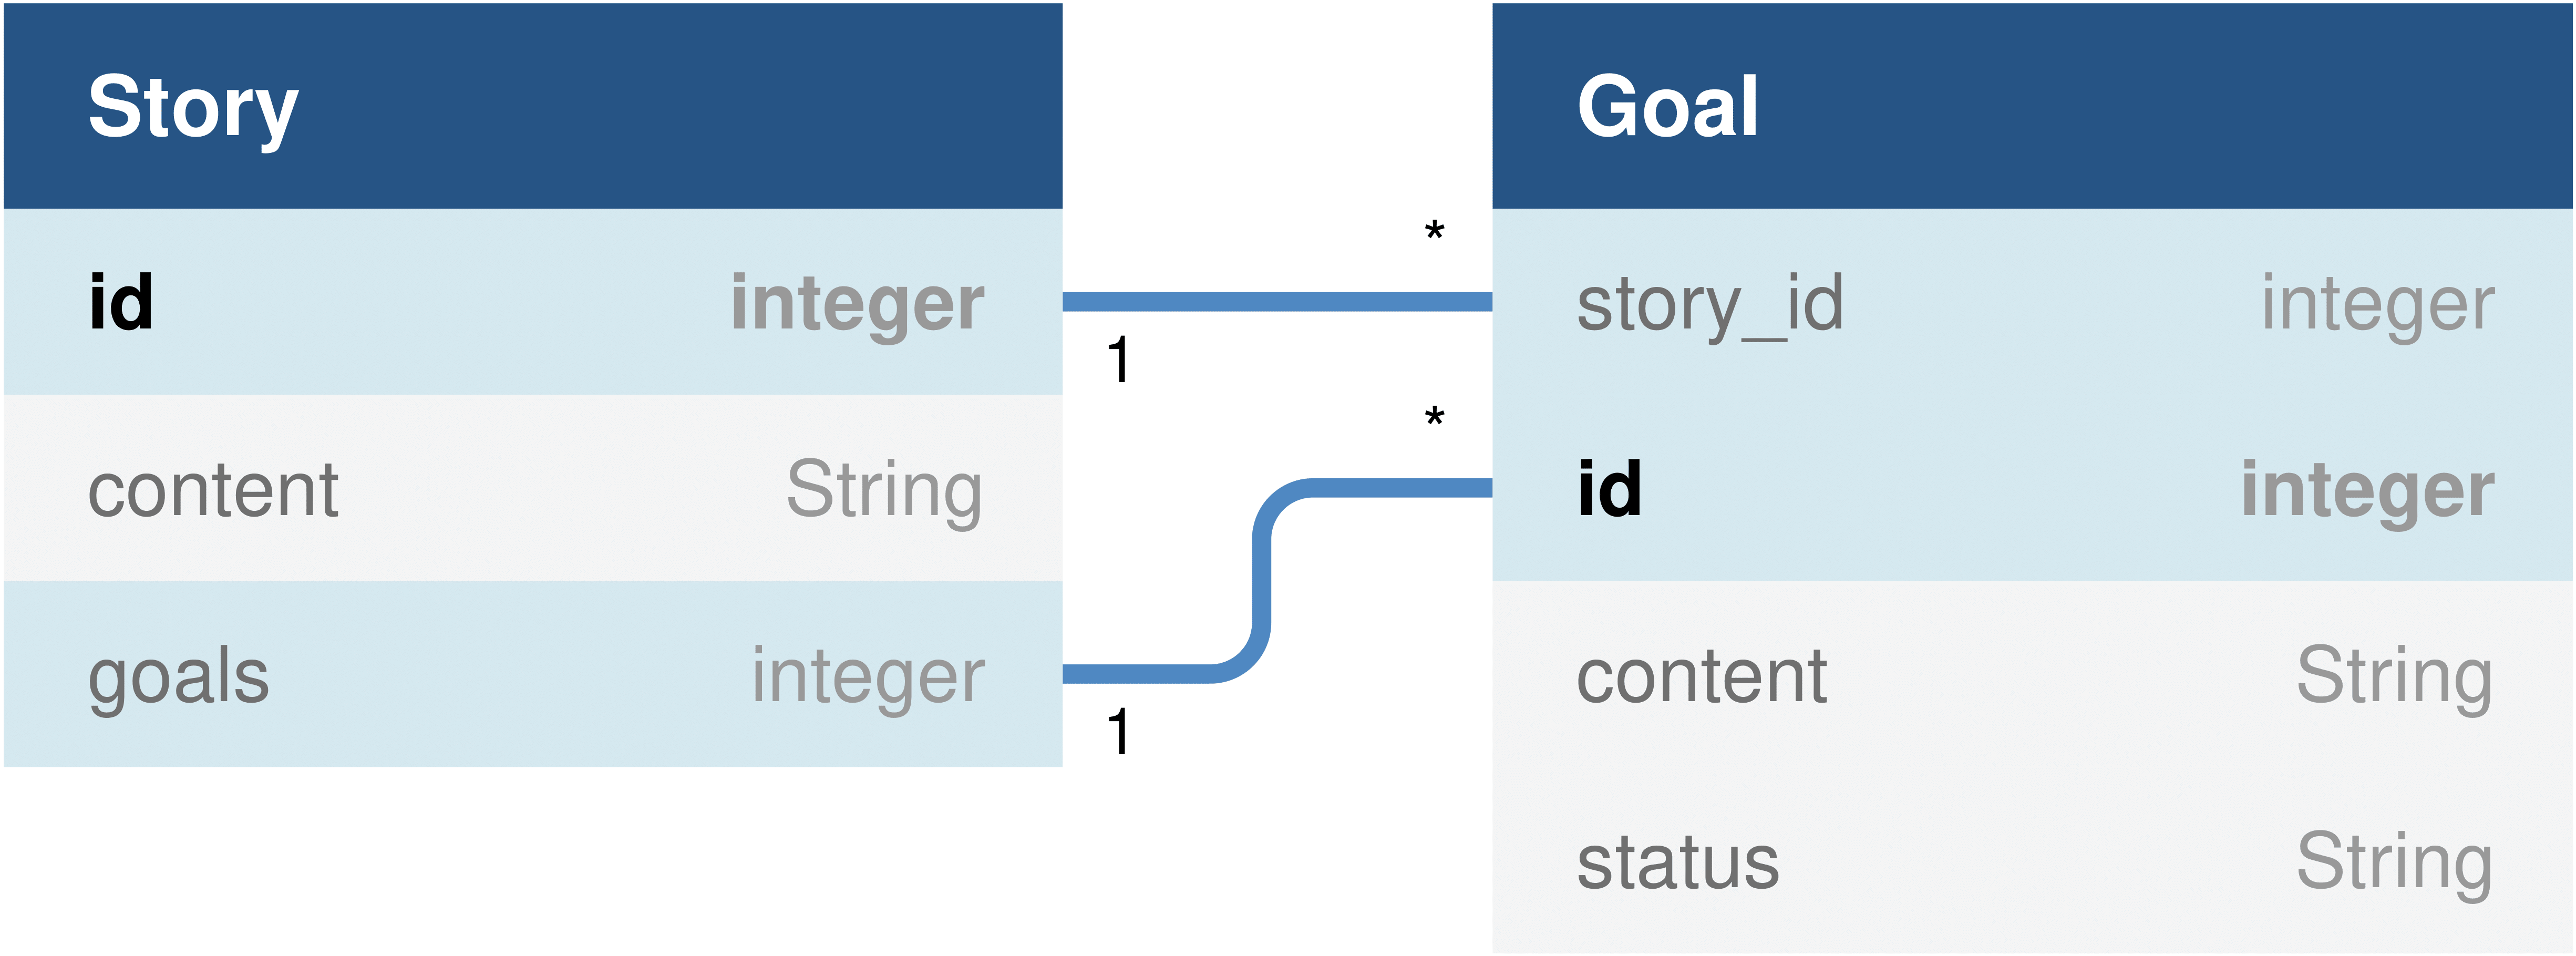 Story
id integer
content String
goals integer
*
1
*
1
Goal
story_id integer
id integer
content String
status String